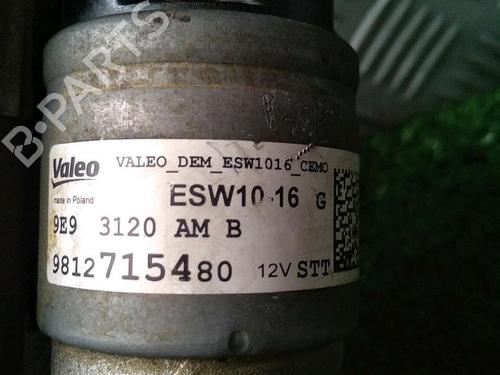 B-PARTS
Valeo
VALEO_DEM_ESW1016_CEMO
made in Poland
ESW10-16 G
9E9 3120 AM B
9812715480 12V STT